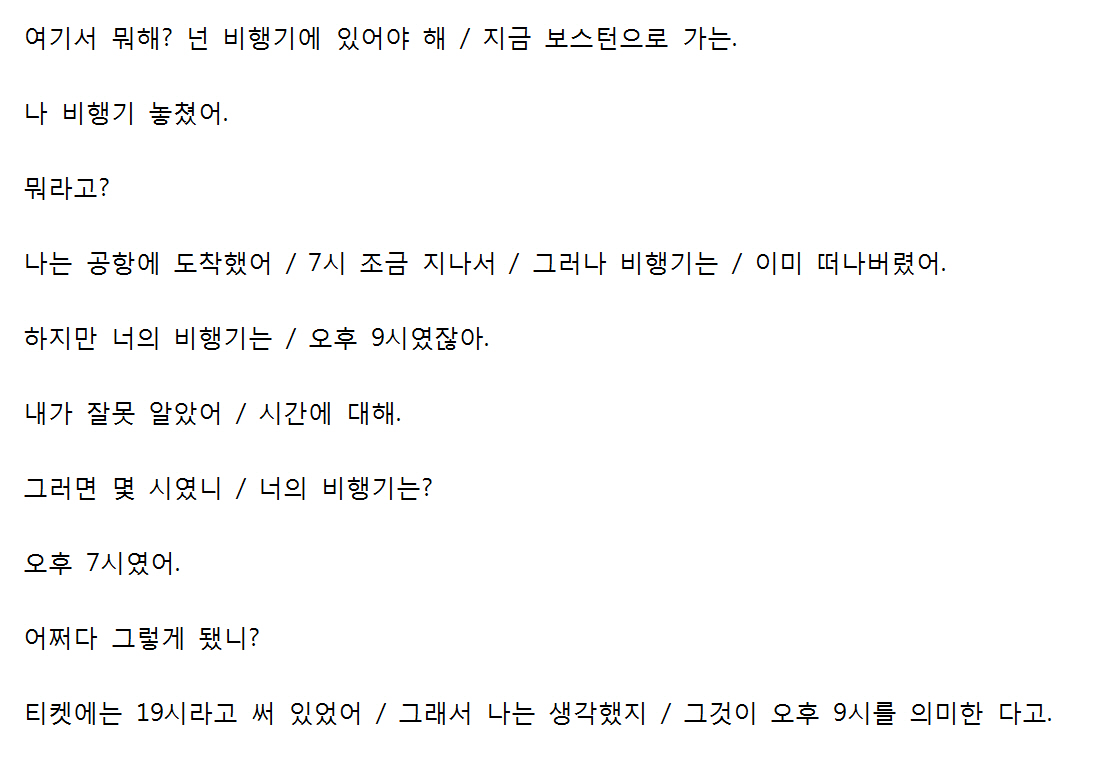 여기서 뭐해? 넌 비행기에 있어야 해 / 지금 보스턴으로 가는.
나 비행기 놓쳤어.
뭐라고?
나는 공항에 도착했어 / 7시 조금 지나서 / 그러나 비행기는 / 이미 떠나버렸어.
하지만 너의 비행기는 / 오후 9시였잖아.
내가 잘못 알았어 / 시간에 대해.
그러면 몇 시였니 / 너의 비행기는?
오후 7시였어.
어쩌다 그렇게 됐니?
티켓에는 19시라고 써 있었어 / 그래서 나는 생각했지 / 그것이 오후 9시를 의미한 다고.